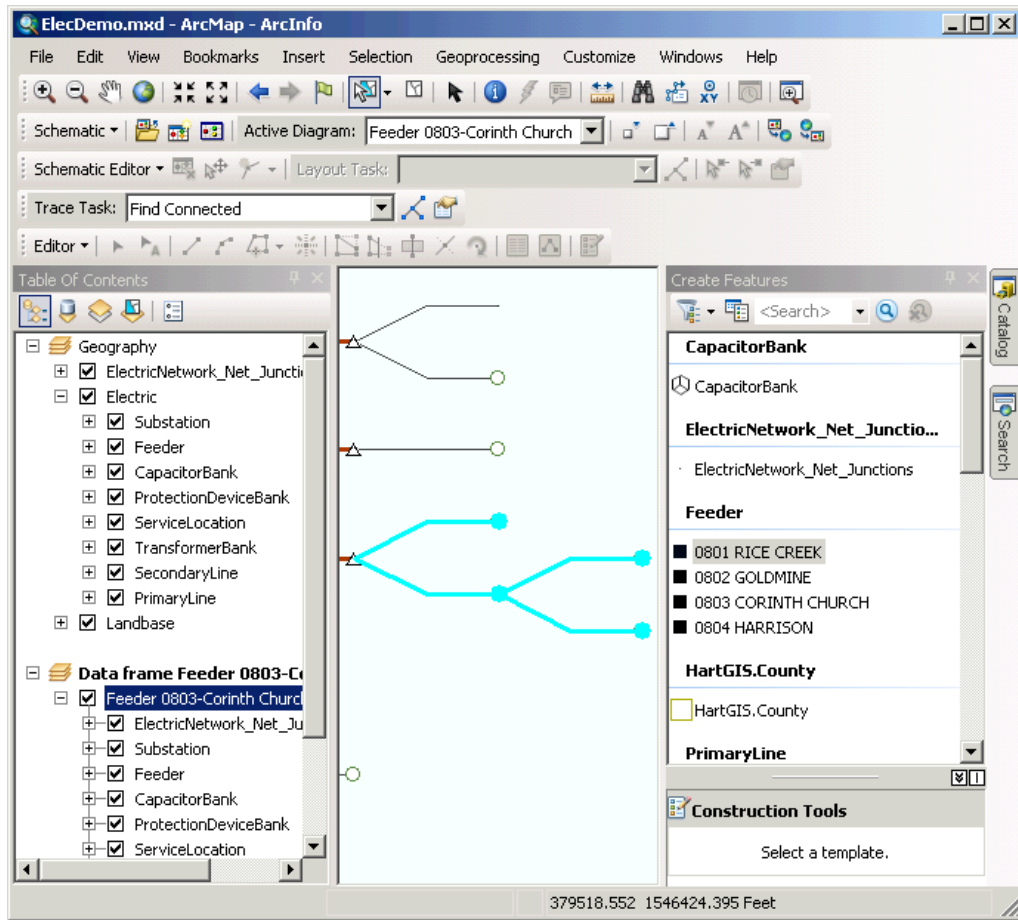 ElecDemo.mxd - ArcMap - ArcInfo
File Edit View Bookmarks Insert Selection Geoprocessing Customize Windows Help
Schematic Active Diagram: Feeder 0803-Corinth Church
Schematic Editor Layout Task:
Trace Task: Find Connected
Editor
Table Of Contents
Geography
ElectricNetwork_Net_Juncti
Electric
Substation
Feeder
CapacitorBank
ProtectionDeviceBank
ServiceLocation
TransformerBank
SecondaryLine
PrimaryLine
Landbase
Data frame Feeder 0803-C
Feeder 0803-Corinth Churc
ElectricNetwork_Net_Ju
Substation
Feeder
CapacitorBank
ProtectionDeviceBank
ServiceLocation
Create Features
<Search>
CapacitorBank
CapacitorBank
ElectricNetwork_Net_Junctio...
ElectricNetwork_Net_Junctions
Feeder
0801 RICE CREEK
0802 GOLDMINE
0803 CORINTH CHURCH
0804 HARRISON
HartGIS.County
HartGIS.County
PrimaryLine
Construction Tools
Select a template.
Catalog
Search
379518.552 1546424.395 Feet